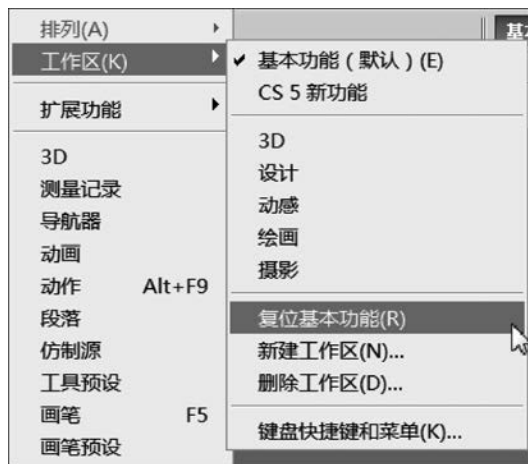 排列(A)
工作区(K)
扩展功能
3D
测量记录
导航器
动画
动作 Alt+F9
段落
仿制源
工具预设
画笔 F5
画笔预设
基本功能（默认）(E)
CS 5 新功能
3D
设计
动感
绘画
摄影
复位基本功能(R)
新建工作区(N)...
删除工作区(D)...
键盘快捷键和菜单(K)...